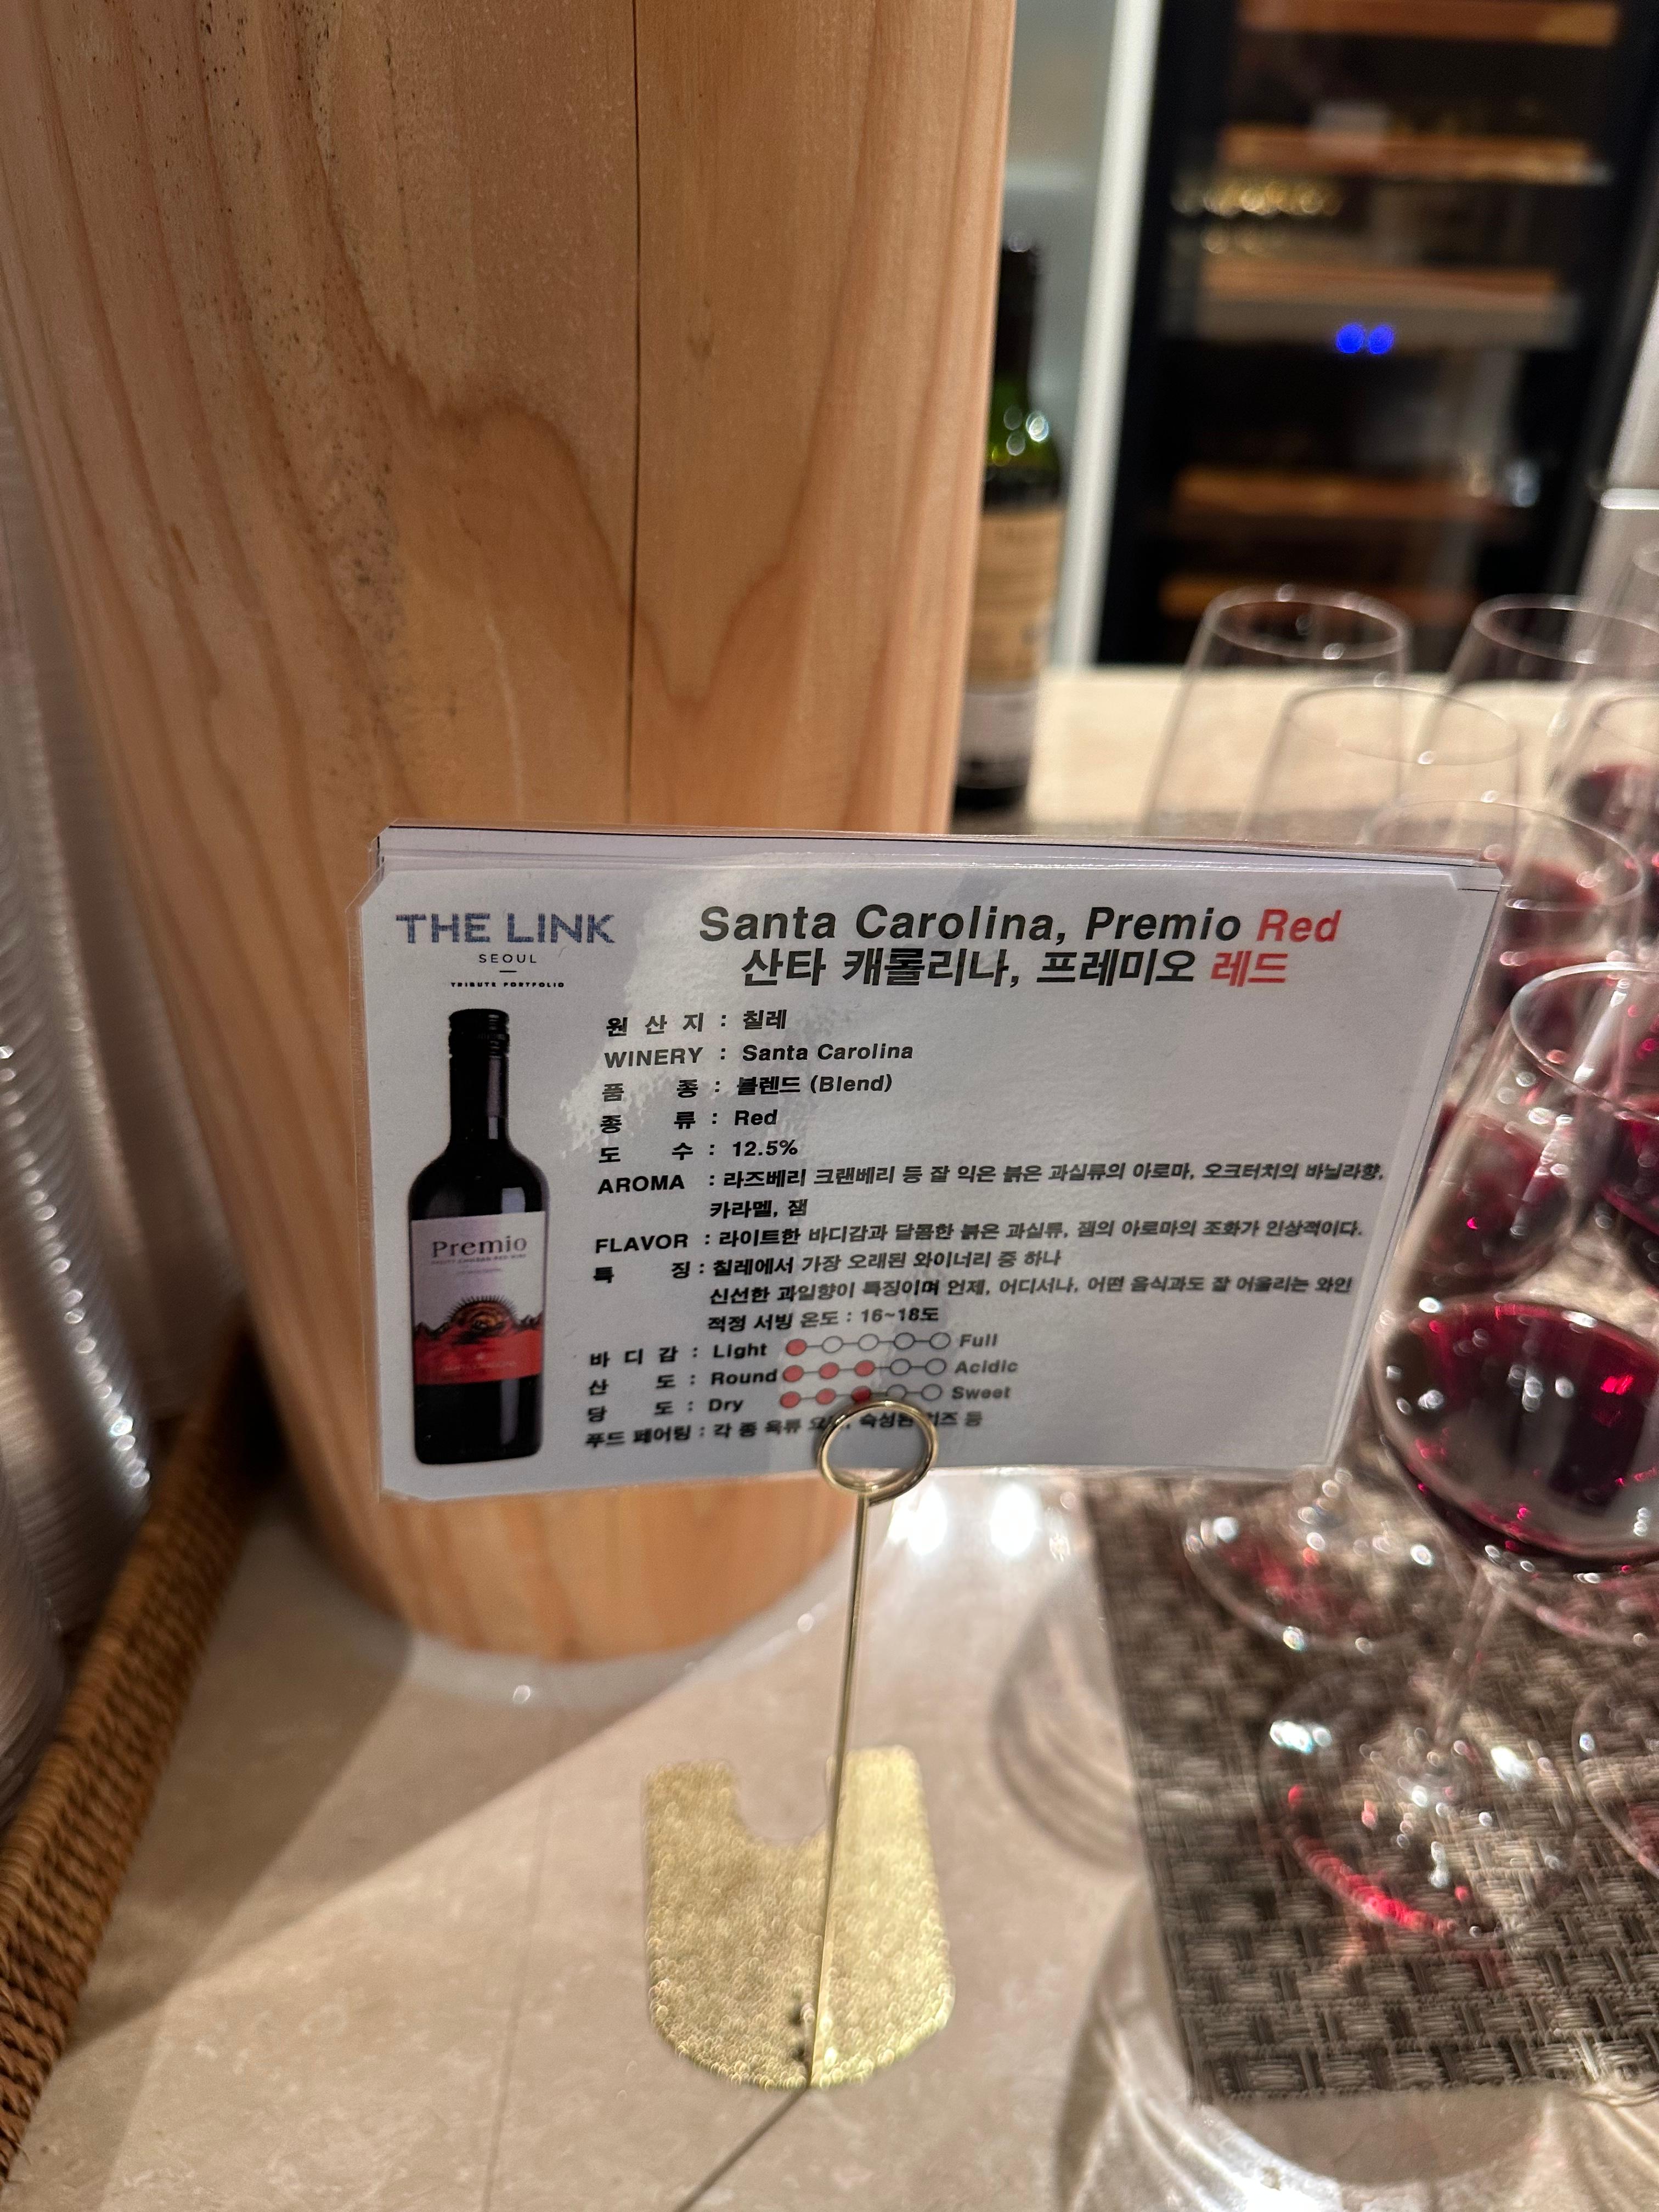 THE LINK
SEOUL
TRIBUTE PORTFOLIO
Santa Carolina, Premio Red
산타 캐롤리나, 프레미오 레드
원 산 지 : 칠레
WINERY : Santa Carolina
품 종 : 블렌드 (Blend)
종 류 : Red
도 수 : 12.5%
AROMA : 라즈베리 크랜베리 등 잘 익은 붉은 과실류의 아로마, 오크터치의 바닐라향,
카라멜, 잼
FLAVOR : 라이트한 바디감과 달콤한 붉은 과실류, 잼의 아로마의 조화가 인상적이다.
특 징 : 칠레에서 가장 오래된 와이너리 중 하나
신선한 과일향이 특징이며 언제, 어디서나, 어떤 음식과도 잘 어울리는 와인
적정 서빙 온도 : 16~18도
바 디 감 : Light Full
산 도 : Round Acidic
당 도 : Dry Sweet
푸드 페어링 : 각 종 육류 숙성된 치즈 등
Premio
SANTA CAROLINA